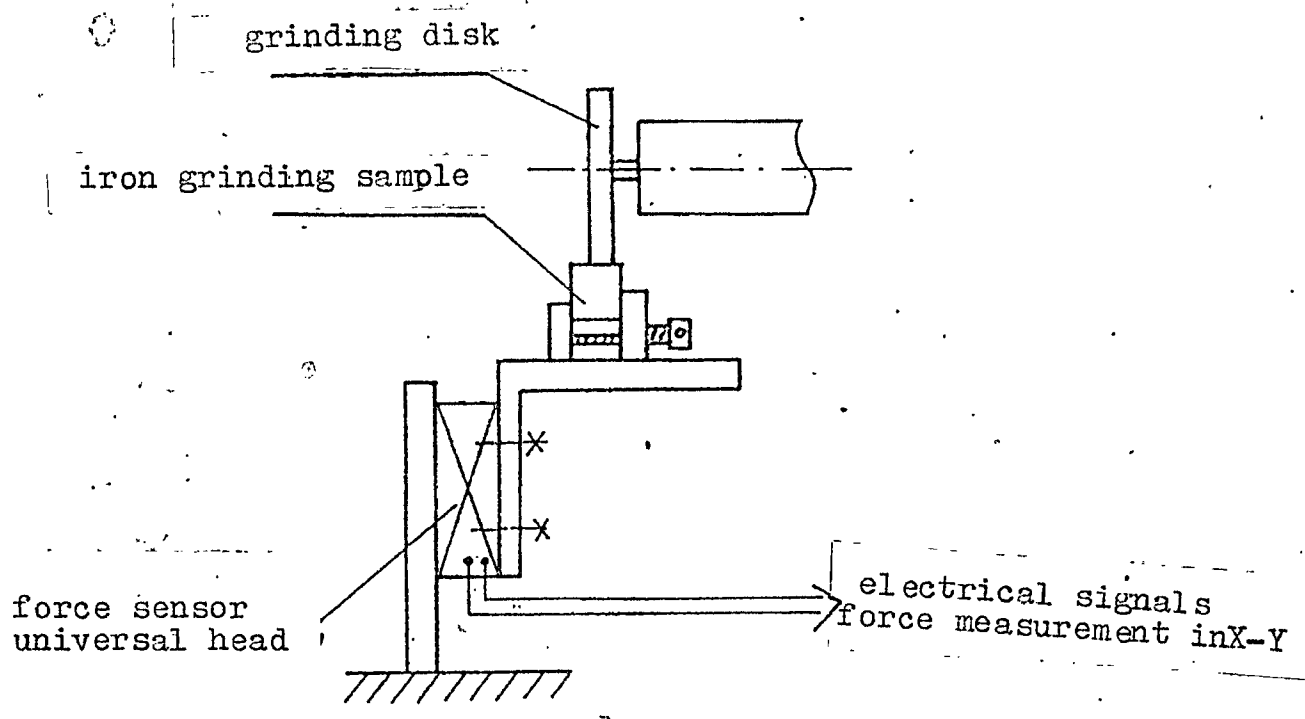 grinding disk
iron grinding sample
force sensor
universal head
electrical signals
force measurement inX-Y